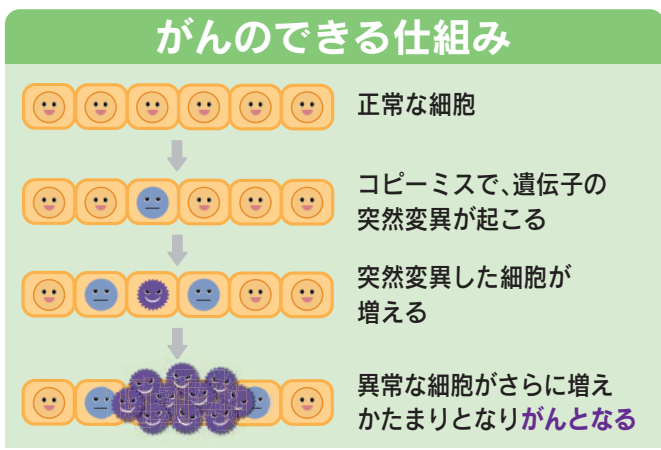 がんのできる仕組み
正常な細胞
コピーミスで、遺伝子の
突然変異が起こる
突然変異した細胞が
増える
異常な細胞がさらに増え
かたまりとなりがんとなる